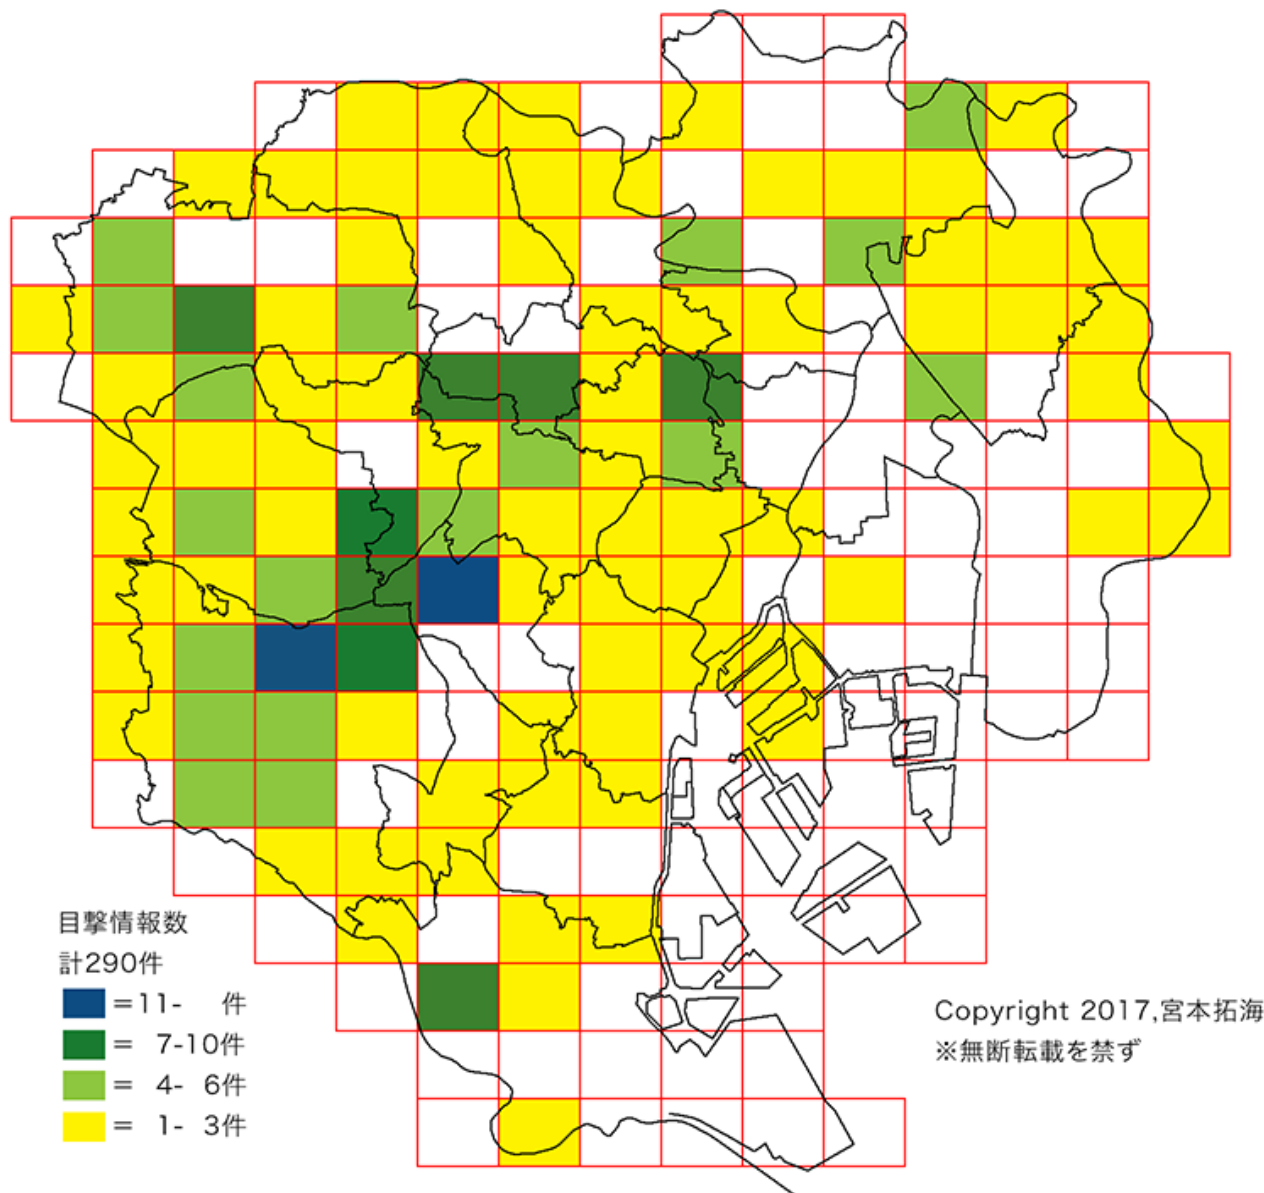 目撃情報数
計290件
=11-　件
= 7-10件
= 4- 6件
= 1- 3件
Copyright 2017,宮本拓海
※無断転載を禁ず